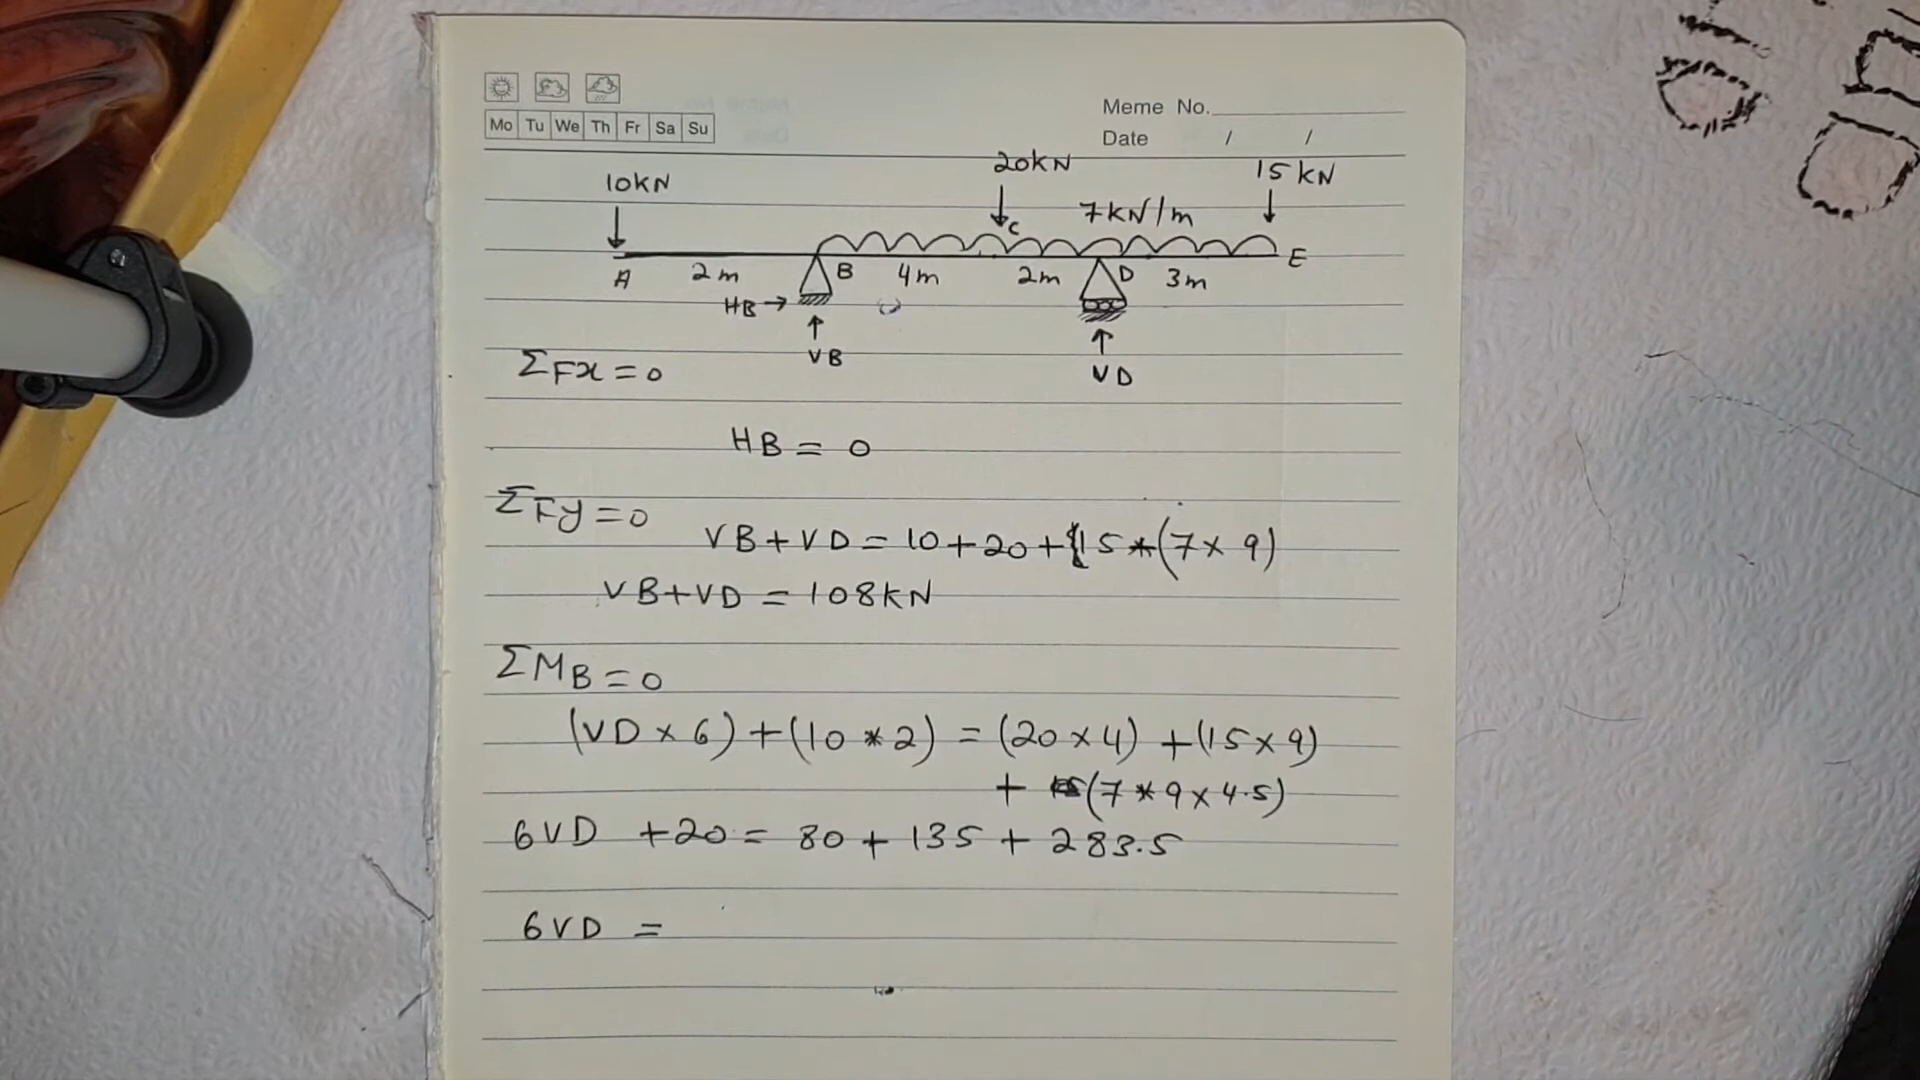 Mo Tu We Th Fr Sa Su
Meme No.
Date / /
10KN
20KN
15 KN
7KN/m
C
A
2m
B
4m
2m
D
3m
E
HB →
VB
VD
ΣFx = 0
HB = 0
ΣFy = 0
VB + VD = 10 + 20 + 15 + (7 × 9)
VB + VD = 108KN
ΣMB = 0
(VD × 6) + (10 * 2) = (20 × 4) + (15 × 9)
+ (7 * 9 × 4.5)
6VD + 20 = 80 + 135 + 283.5
6VD =